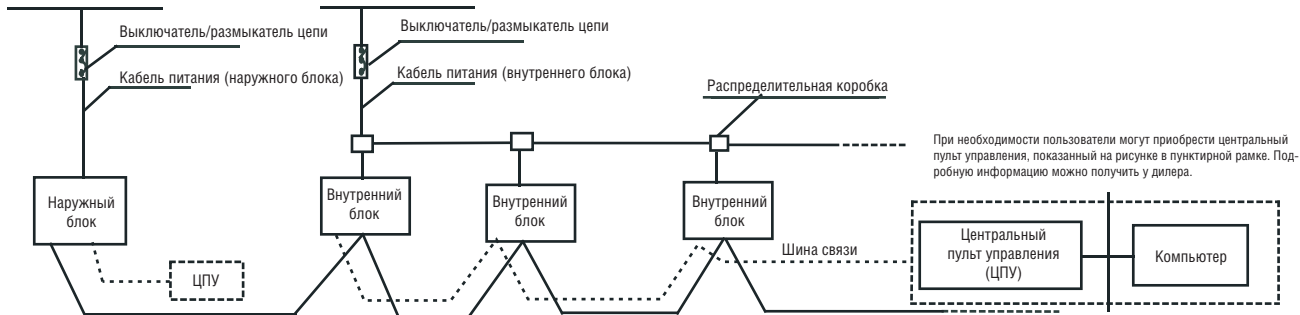 Выключатель/размыкатель цепи
Выключатель/размыкатель цепи
Кабель питания (наружного блока)
Кабель питания (внутреннего блока)
Распределительная коробка
При необходимости пользователи могут приобрести центральный
пульт управления, показанный на рисунке в пунктирной рамке. Под-
робную информацию можно получить у дилера.
Наружный
блок
Внутренний
блок
Внутренний
блок
Внутренний
блок
ЦПУ
Шина связи
Центральный
пульт управления
(ЦПУ)
Компьютер